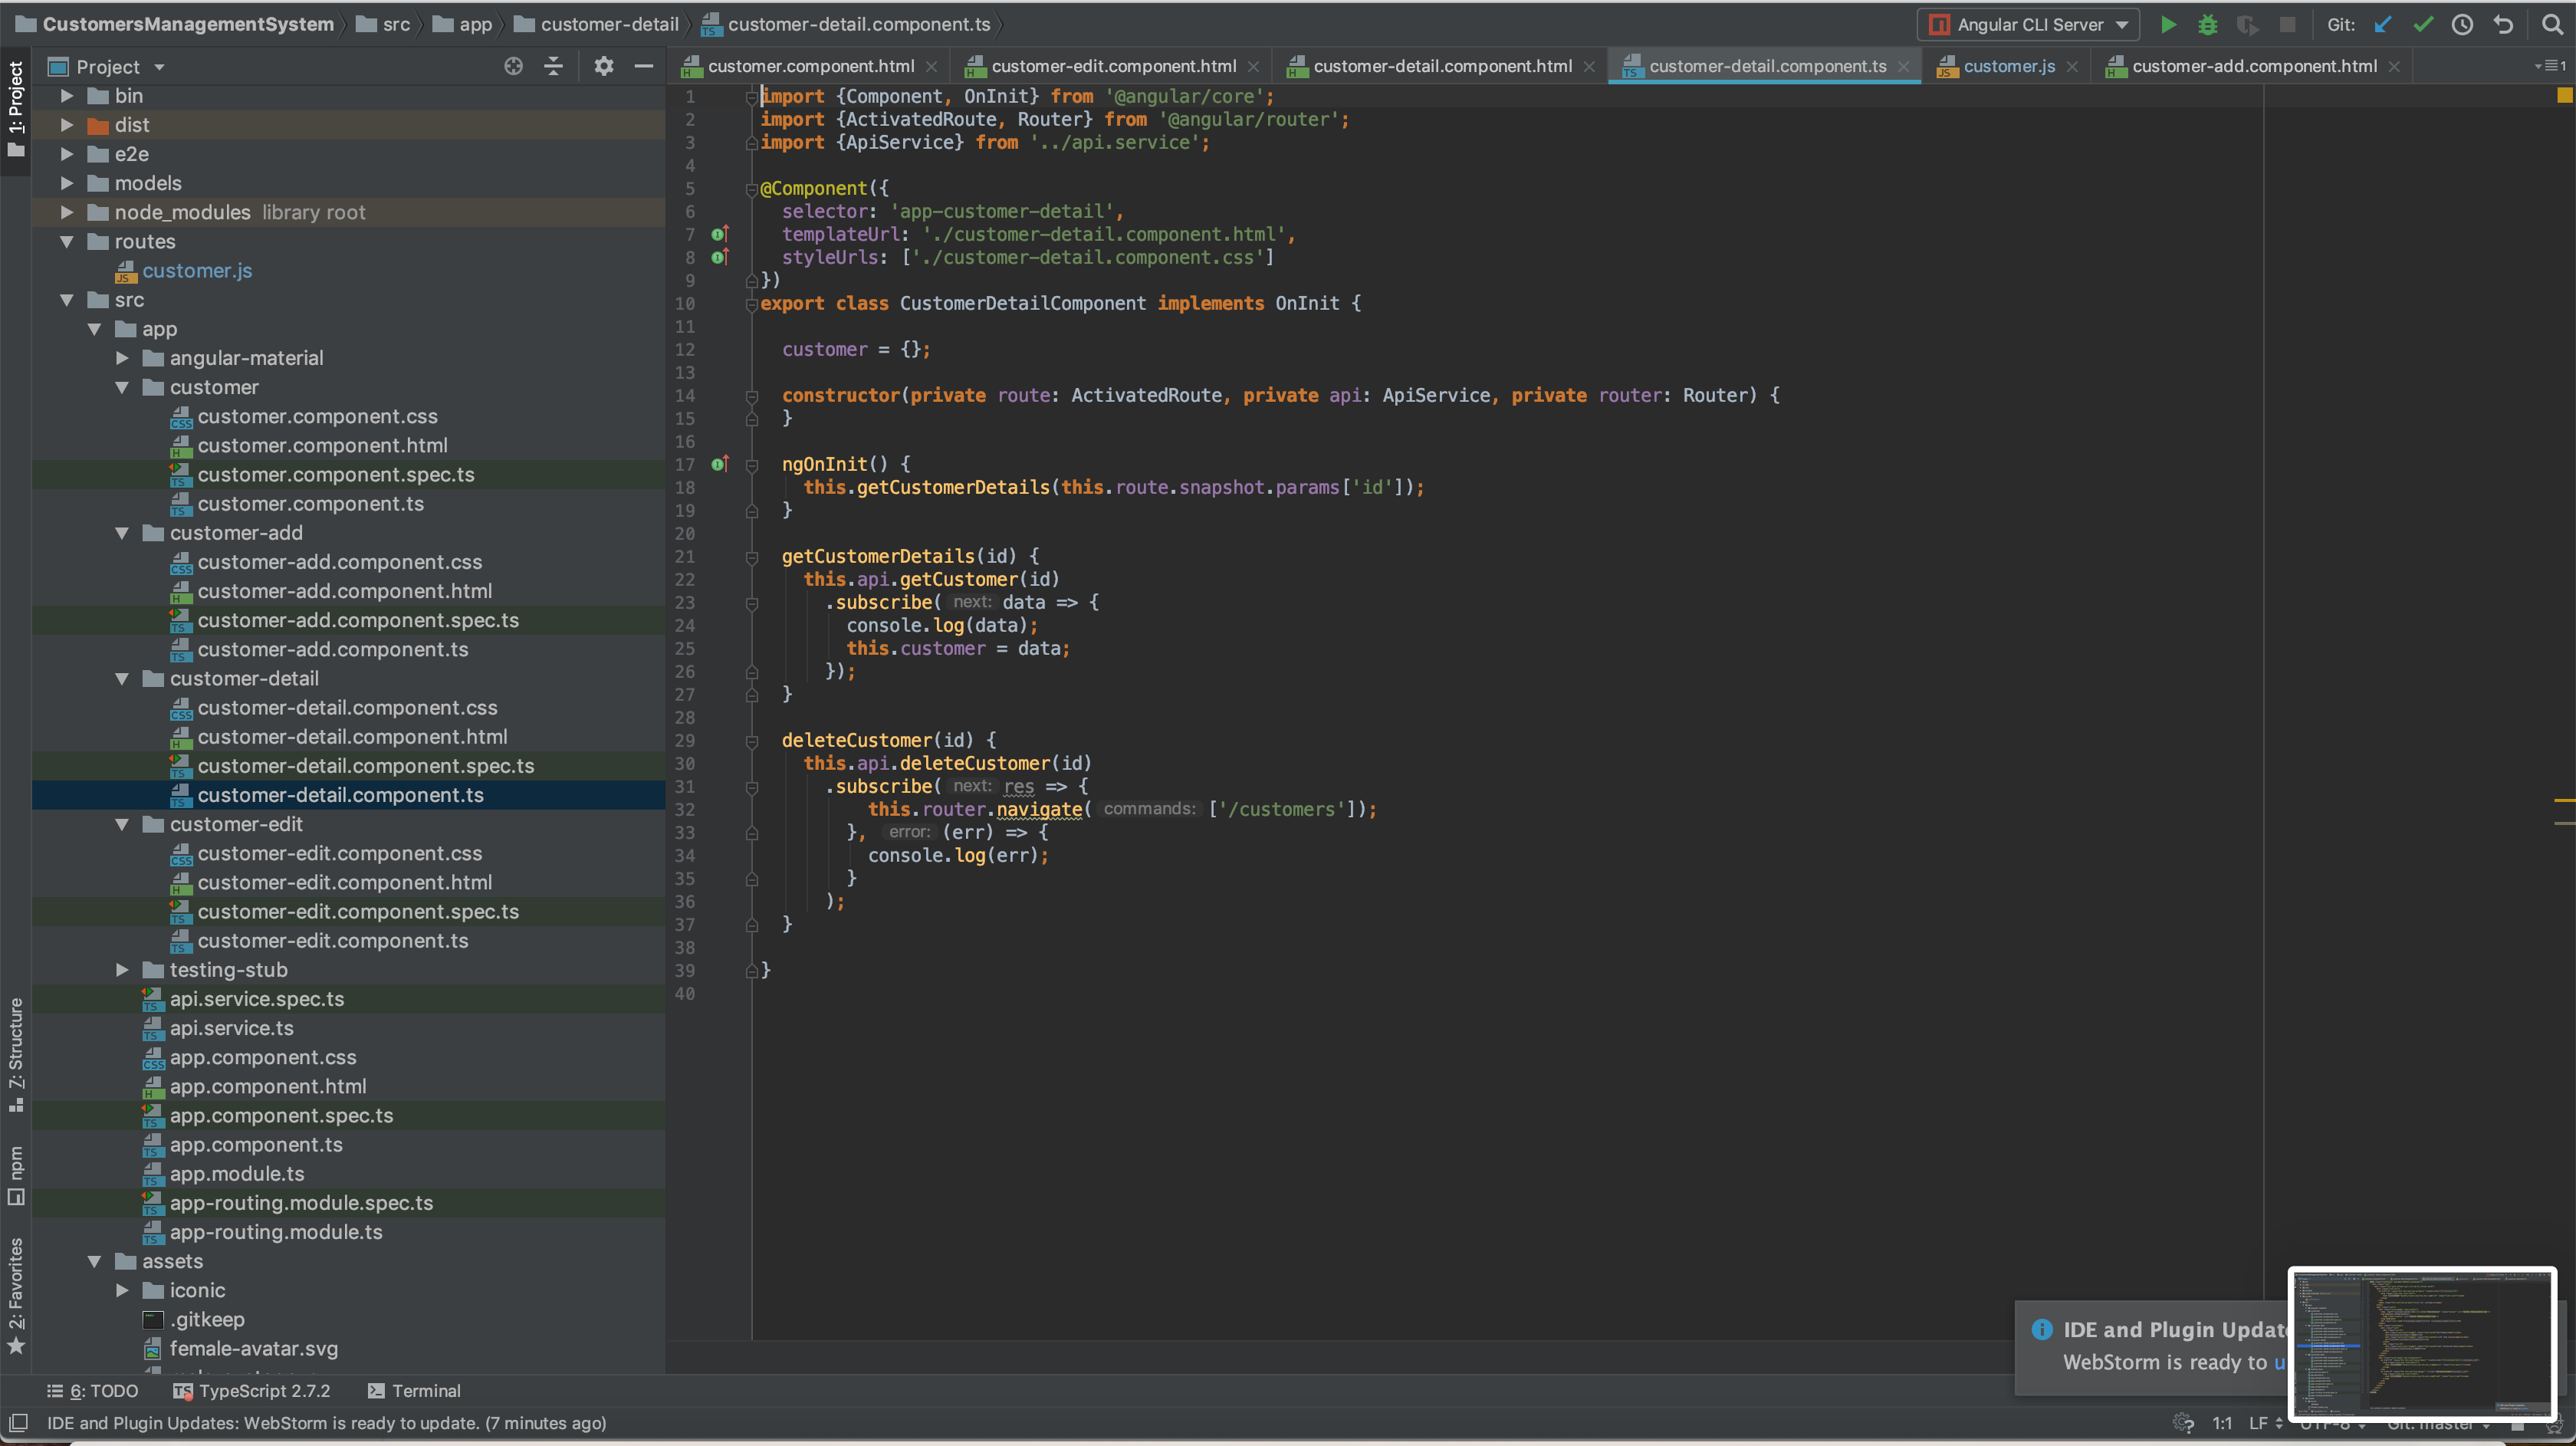 CustomersManagementSystem src app customer-detail customer-detail.component.ts Angular CLI Server Git:
Project
customer.component.html customer-edit.component.html customer-detail.component.html customer-detail.component.ts customer.js customer-add.component.html 1
1: Project
7: Structure
npm
2: Favorites
bin
dist
e2e
models
node_modules library root
routes
customer.js
src
app
angular-material
customer
customer.component.css
customer.component.html
customer.component.spec.ts
customer.component.ts
customer-add
customer-add.component.css
customer-add.component.html
customer-add.component.spec.ts
customer-add.component.ts
customer-detail
customer-detail.component.css
customer-detail.component.html
customer-detail.component.spec.ts
customer-detail.component.ts
customer-edit
customer-edit.component.css
customer-edit.component.html
customer-edit.component.spec.ts
customer-edit.component.ts
testing-stub
api.service.spec.ts
api.service.ts
app.component.css
app.component.html
app.component.spec.ts
app.component.ts
app.module.ts
app-routing.module.spec.ts
app-routing.module.ts
assets
iconic
.gitkeep
female-avatar.svg
1 import {Component, OnInit} from '@angular/core';
2 import {ActivatedRoute, Router} from '@angular/router';
3 import {ApiService} from '../api.service';
4
5 @Component({
6 selector: 'app-customer-detail',
7 templateUrl: './customer-detail.component.html',
8 styleUrls: ['./customer-detail.component.css']
9 })
10 export class CustomerDetailComponent implements OnInit {
11
12 customer = {};
13
14 constructor(private route: ActivatedRoute, private api: ApiService, private router: Router) {
15 }
16
17 ngOnInit() {
18 this.getCustomerDetails(this.route.snapshot.params['id']);
19 }
20
21 getCustomerDetails(id) {
22 this.api.getCustomer(id)
23 .subscribe( next: data => {
24 console.log(data);
25 this.customer = data;
26 });
27 }
28
29 deleteCustomer(id) {
30 this.api.deleteCustomer(id)
31 .subscribe( next: res => {
32 this.router.navigate( commands: ['/customers']);
33 }, error: (err) => {
34 console.log(err);
35 }
36 );
37 }
38
39 }
40
IDE and Plugin Update
WebStorm is ready to u
6: TODO TypeScript 2.7.2 Terminal
IDE and Plugin Updates: WebStorm is ready to update. (7 minutes ago) 1:1 LF UTF-8 Git: master